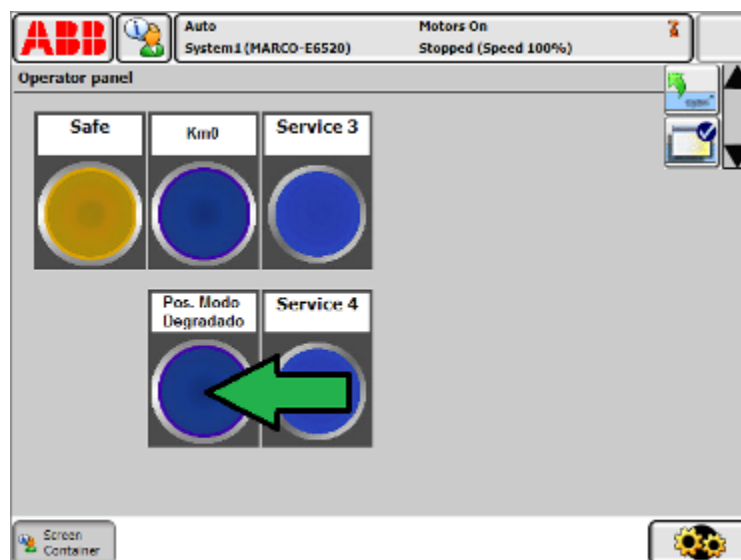 ABB
Auto
System1 (MARCO-E6520)
Motors On
Stopped (Speed 100%)
Operator panel
Safe
Km0
Service 3
Pos. Modo
Degradado
Service 4
Screen
Container